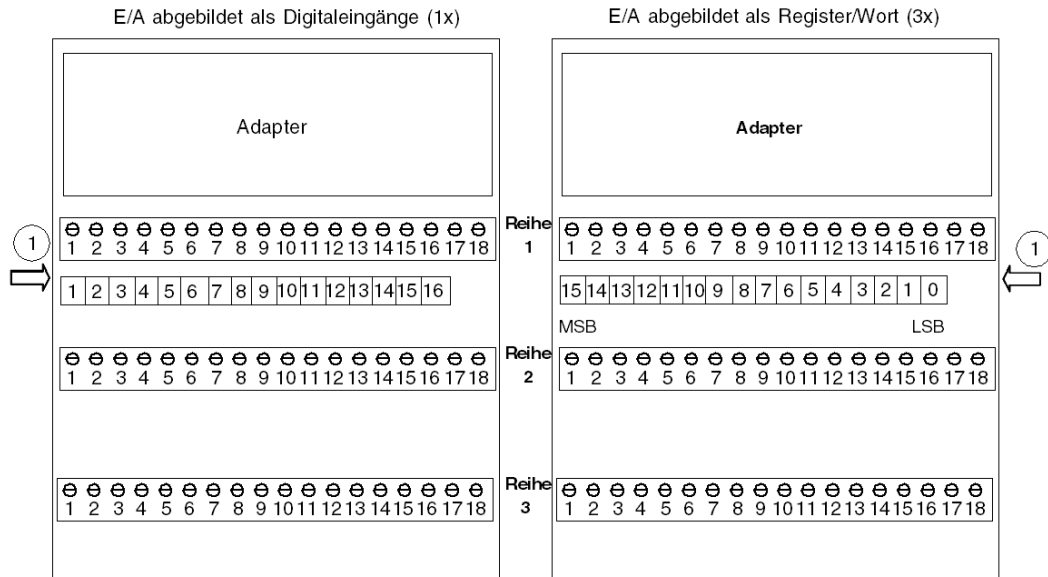 E/A abgebildet als Digitaleingänge (1x)
E/A abgebildet als Register/Wort (3x)
Adapter
Adapter
1
1 2 3 4 5 6 7 8 9 10 11 12 13 14 15 16 17 18
Reihe
1
1 2 3 4 5 6 7 8 9 10 11 12 13 14 15 16 17 18
1
1 2 3 4 5 6 7 8 9 10 11 12 13 14 15 16
15 14 13 12 11 10 9 8 7 6 5 4 3 2 1 0
MSB
LSB
1 2 3 4 5 6 7 8 9 10 11 12 13 14 15 16 17 18
Reihe
2
1 2 3 4 5 6 7 8 9 10 11 12 13 14 15 16 17 18
1 2 3 4 5 6 7 8 9 10 11 12 13 14 15 16 17 18
Reihe
3
1 2 3 4 5 6 7 8 9 10 11 12 13 14 15 16 17 18